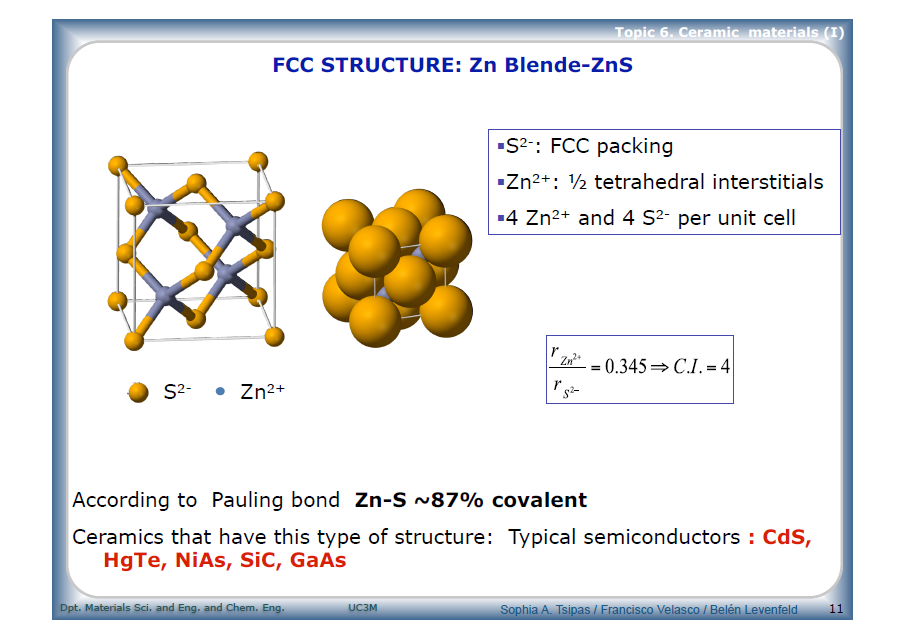 Topic 6. Ceramic materials (I)
FCC STRUCTURE: Zn Blende-ZnS
▪S²⁻: FCC packing
▪Zn²⁺: ½ tetrahedral interstitials
▪4 Zn²⁺ and 4 S²⁻ per unit cell
r Zn²⁺ / r S²⁻ = 0.345 ⇒ C.I. = 4
S²⁻ Zn²⁺
According to Pauling bond Zn-S ~87% covalent
Ceramics that have this type of structure: Typical semiconductors : CdS,
HgTe, NiAs, SiC, GaAs
Dpt. Materials Sci. and Eng. and Chem. Eng. UC3M Sophia A. Tsipas / Francisco Velasco / Belén Levenfeld 11